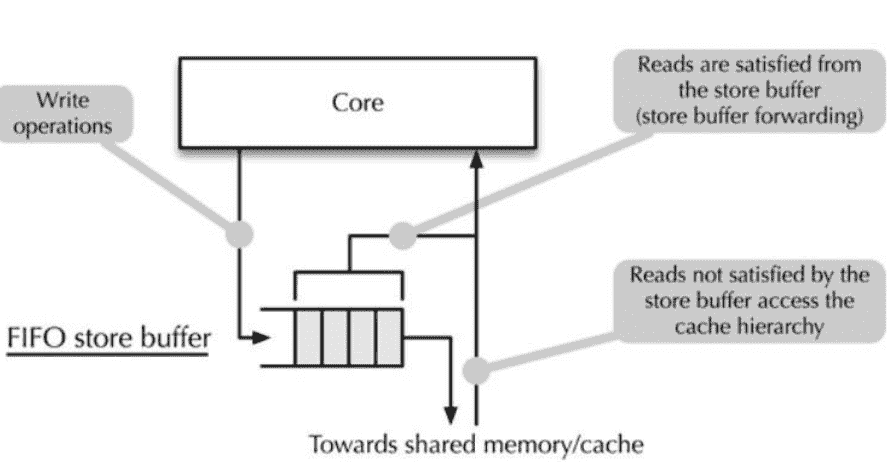 Write
operations
Core
Reads are satisfied from
the store buffer
(store buffer forwarding)
Reads not satisfied by the
store buffer access the
cache hierarchy
FIFO store buffer
Towards shared memory/cache